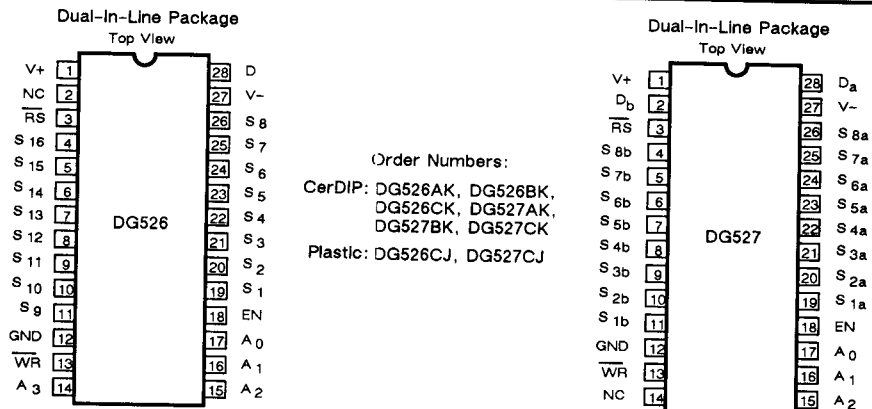 Dual-In-Line Package
Top View
V+ 1 28 D
NC 2 27 V-
RS 3 26 S8
S16 4 25 S7
S15 5 24 S6
S14 6 23 S5
S13 7 22 S4
S12 8 21 S3
S11 9 20 S2
S10 10 19 S1
S9 11 18 EN
GND 12 17 A0
WR 13 16 A1
A3 14 15 A2
DG526
Order Numbers:
CerDIP: DG526AK, DG526BK,
DG526CK, DG527AK,
DG527BK, DG527CK
Plastic: DG526CJ, DG527CJ
Dual-In-Line Package
Top View
V+ 1 28 Da
Db 2 27 V-
RS 3 26 S8a
S8b 4 25 S7a
S7b 5 24 S6a
S6b 6 23 S5a
S5b 7 22 S4a
S4b 8 21 S3a
S3b 9 20 S2a
S2b 10 19 S1a
S1b 11 18 EN
GND 12 17 A0
WR 13 16 A1
NC 14 15 A2
DG527